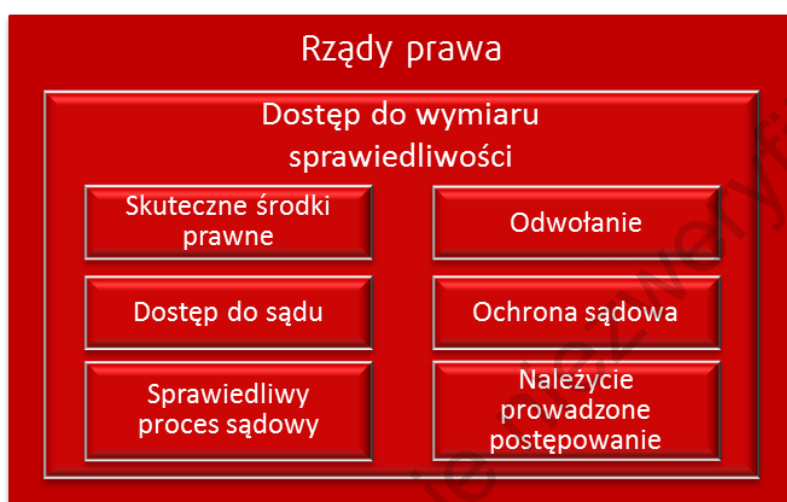 Rządy prawa
Dostęp do wymiaru
sprawiedliwości
Skuteczne środki
prawne
Odwołanie
Dostęp do sądu
Ochrona sądowa
Sprawiedliwy
proces sądowy
Należycie
prowadzone
postępowanie